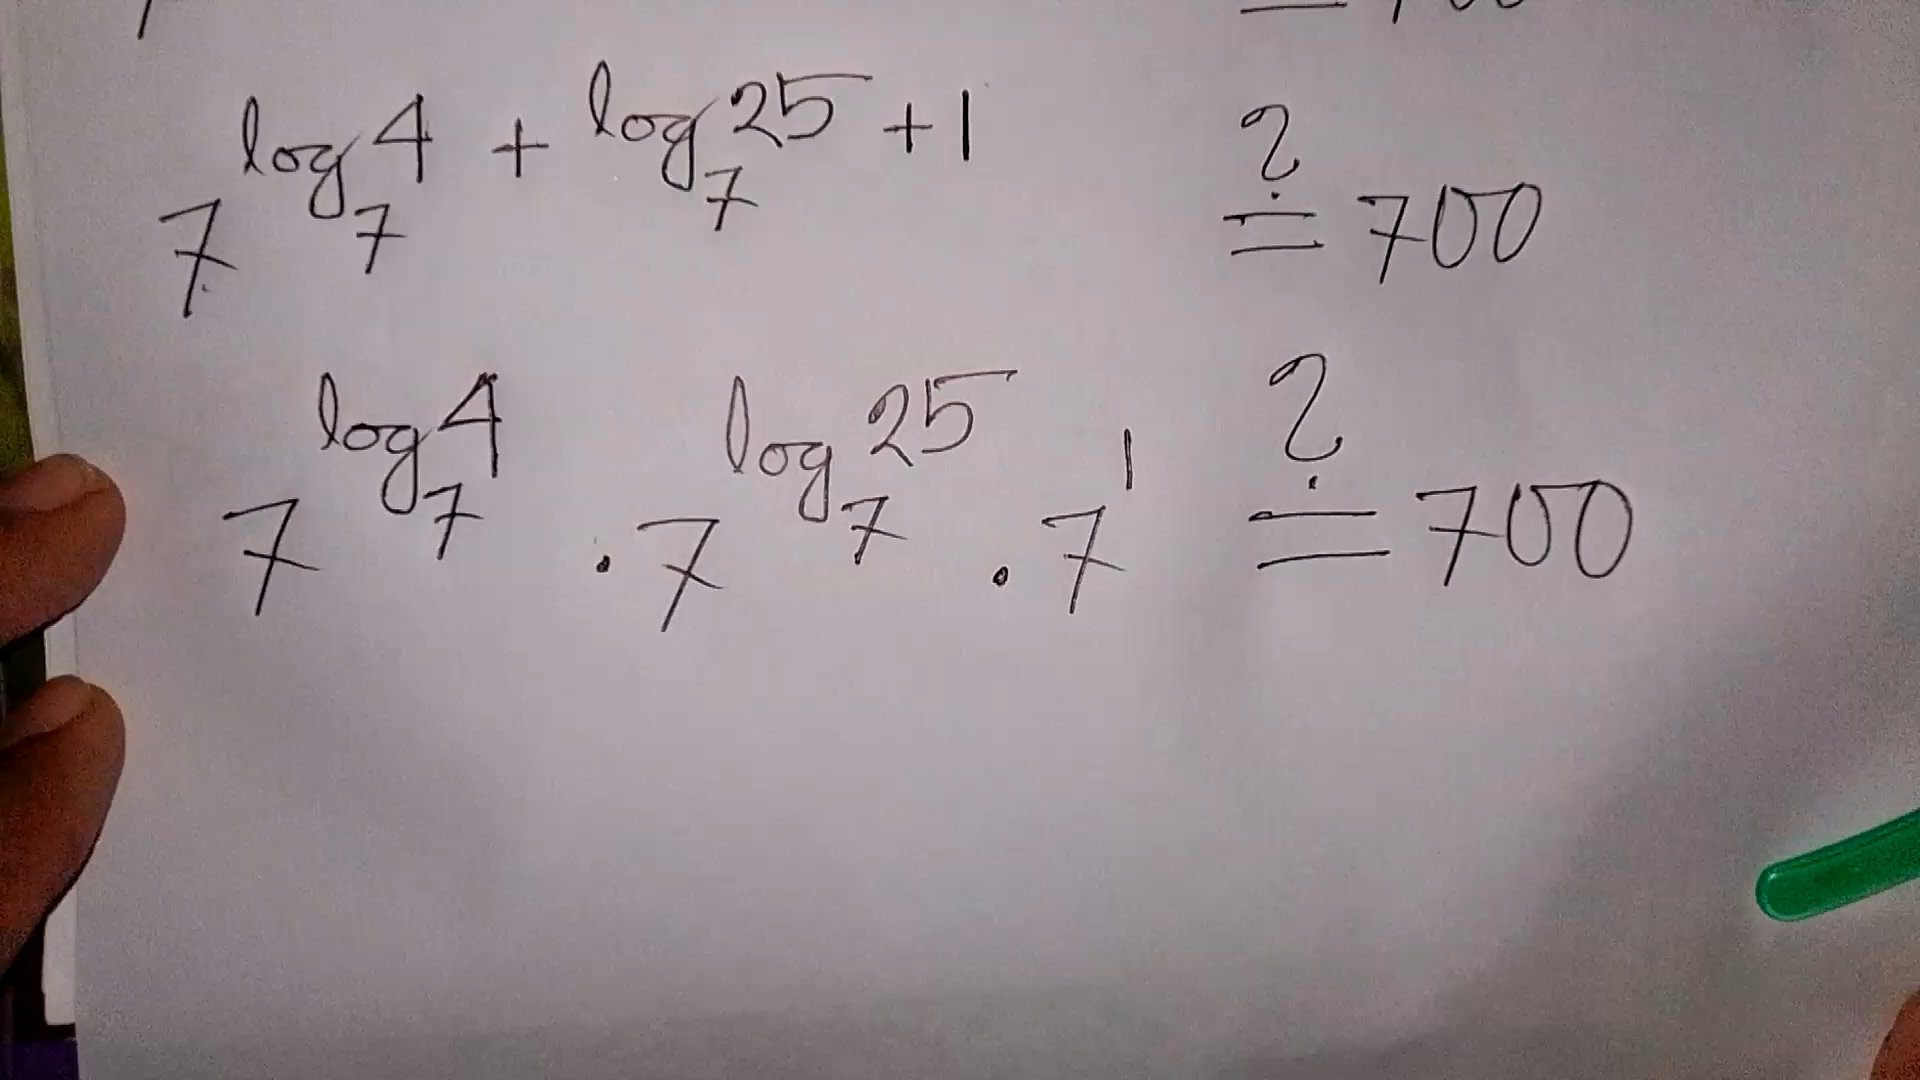 7^{log_7 4 + log_7 25 + 1} ≟ 700
7^{log_7 4} . 7^{log_7 25} . 7^1 ≟ 700